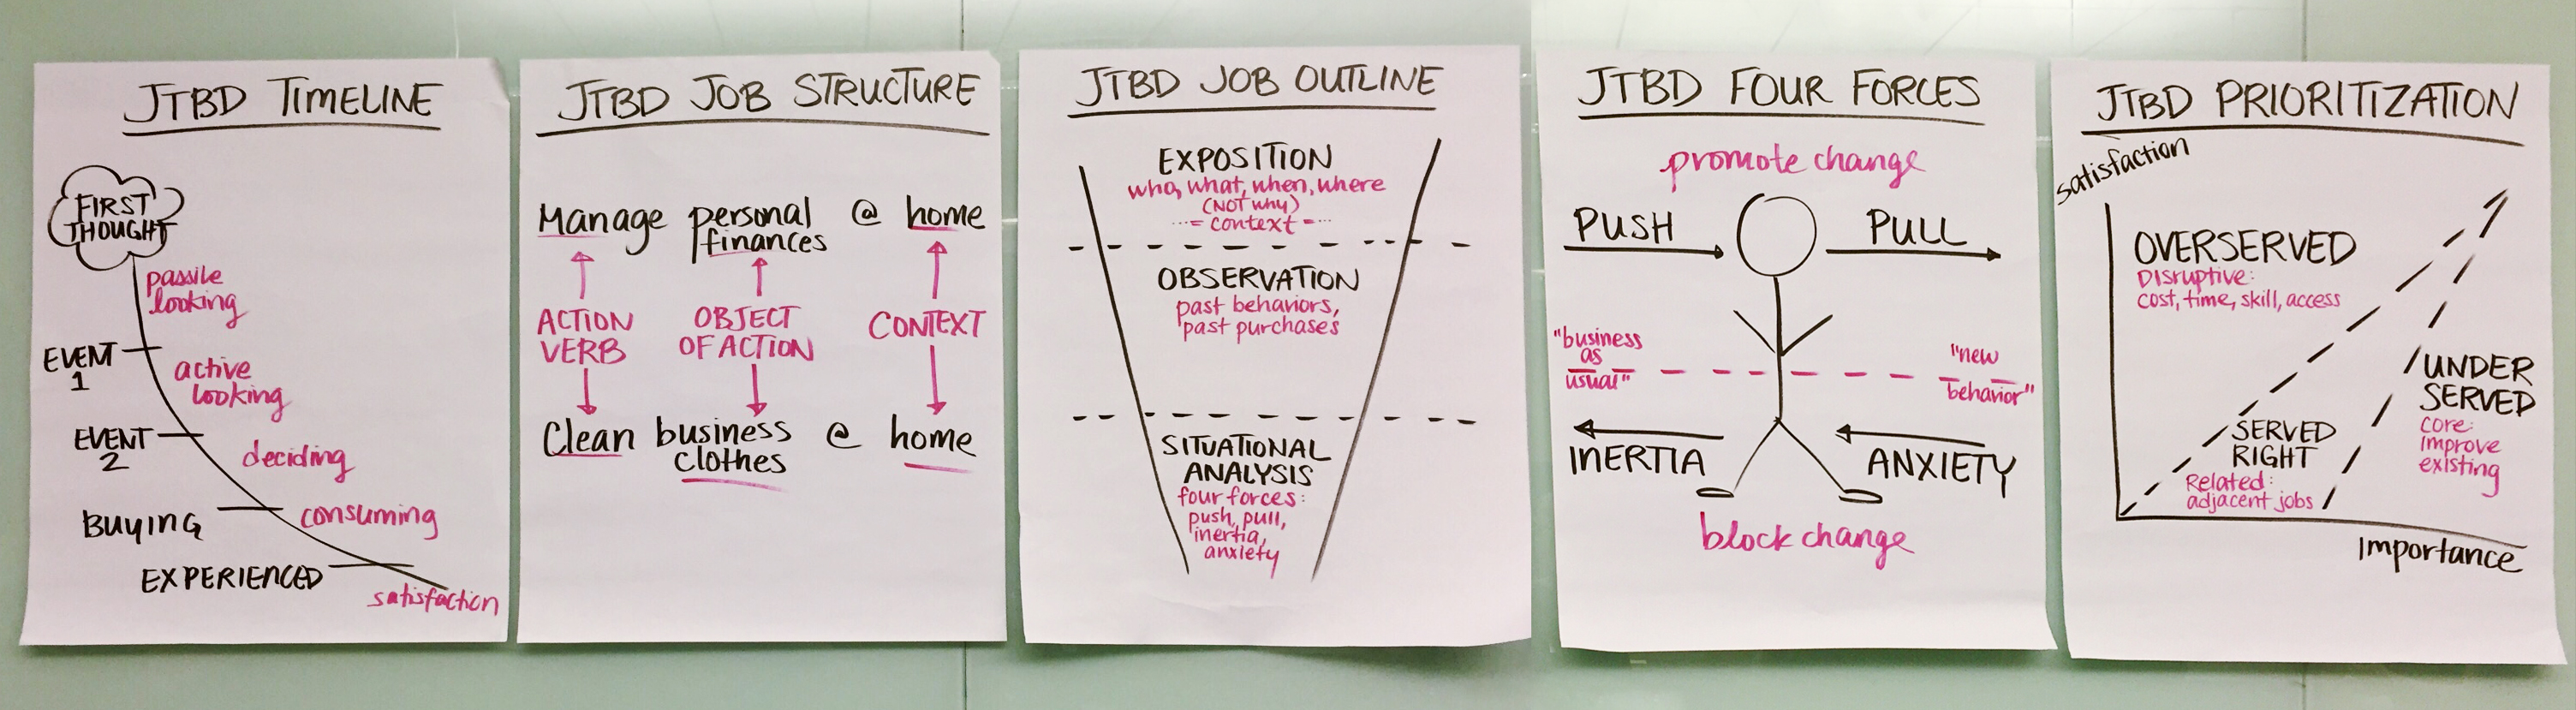 JTBD TIMELINE
FIRST
THOUGHT
passive
looking
EVENT
1
active
looking
EVENT
2
deciding
BUYING
consuming
EXPERIENCED
satisfaction
JTBD JOB STRUCTURE
Manage personal finances @ home
ACTION
VERB
OBJECT
OF ACTION
CONTEXT
Clean business clothes @ home
JTBD JOB OUTLINE
EXPOSITION
who, what, when, where
(NOT why)
= context =
OBSERVATION
past behaviors,
past purchases
SITUATIONAL
ANALYSIS
four forces:
push, pull,
inertia,
anxiety
JTBD FOUR FORCES
promote change
PUSH
PULL
"business
as
usual"
"new
behavior"
INERTIA
ANXIETY
block change
JTBD PRIORITIZATION
satisfaction
OVERSERVED
Disruptive:
cost, time, skill, access
UNDER
SERVED
core:
improve
existing
SERVED
RIGHT
Related:
adjacent jobs
Importance